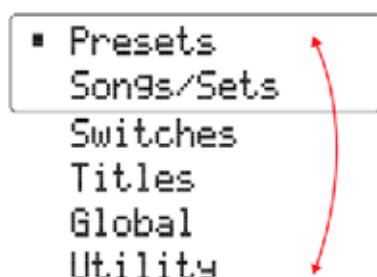 ▪ Presets
Songs/Sets
Switches
Titles
Global
Utility